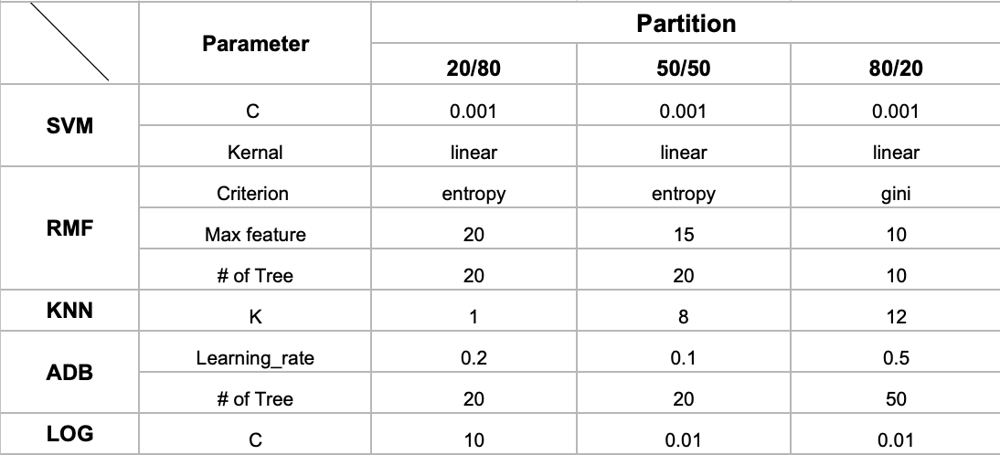 Parameter Partition
20/80 50/50 80/20
SVM C 0.001 0.001 0.001
Kernal linear linear linear
RMF Criterion entropy entropy gini
Max feature 20 15 10
# of Tree 20 20 10
KNN K 1 8 12
ADB Learning_rate 0.2 0.1 0.5
# of Tree 20 20 50
LOG C 10 0.01 0.01